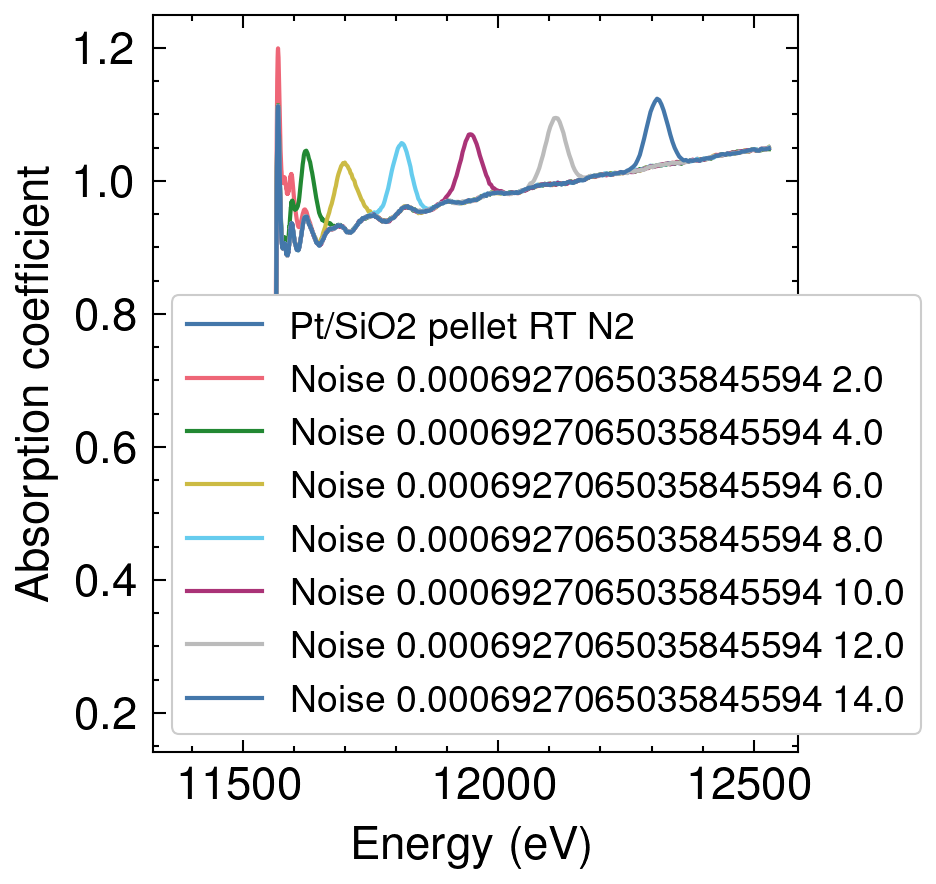 1.2
1.0
0.8
0.6
0.4
0.2
Absorption coefficient
Pt/SiO2 pellet RT N2
Noise 0.0006927065035845594 2.0
Noise 0.0006927065035845594 4.0
Noise 0.0006927065035845594 6.0
Noise 0.0006927065035845594 8.0
Noise 0.0006927065035845594 10.0
Noise 0.0006927065035845594 12.0
Noise 0.0006927065035845594 14.0
11500 12000 12500
Energy (eV)